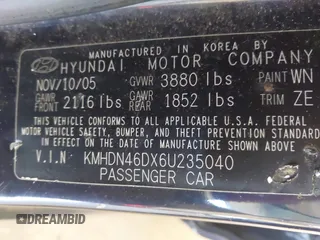 MANUFACTURED IN KOREA BY
HYUNDAI MOTOR COMPANY
NOV/10/05 GVWR 3880 lbs PAINT WN
GAWR FRONT 2116 lbs GAWR REAR 1852 lbs TRIM ZE
THIS VEHICLE CONFORMS TO ALL APPLICABLE U.S FEDERAL
MOTOR VEHICLE SAFETY, BUMPER, AND THEFT PREVENTION STANDARDS
IN EFFECT ON THE DATE OF MANUFACTURE SHOWN ABOVE.
V.I.N: KMHDN46DX6U235040
PASSENGER CAR
DREAMBID